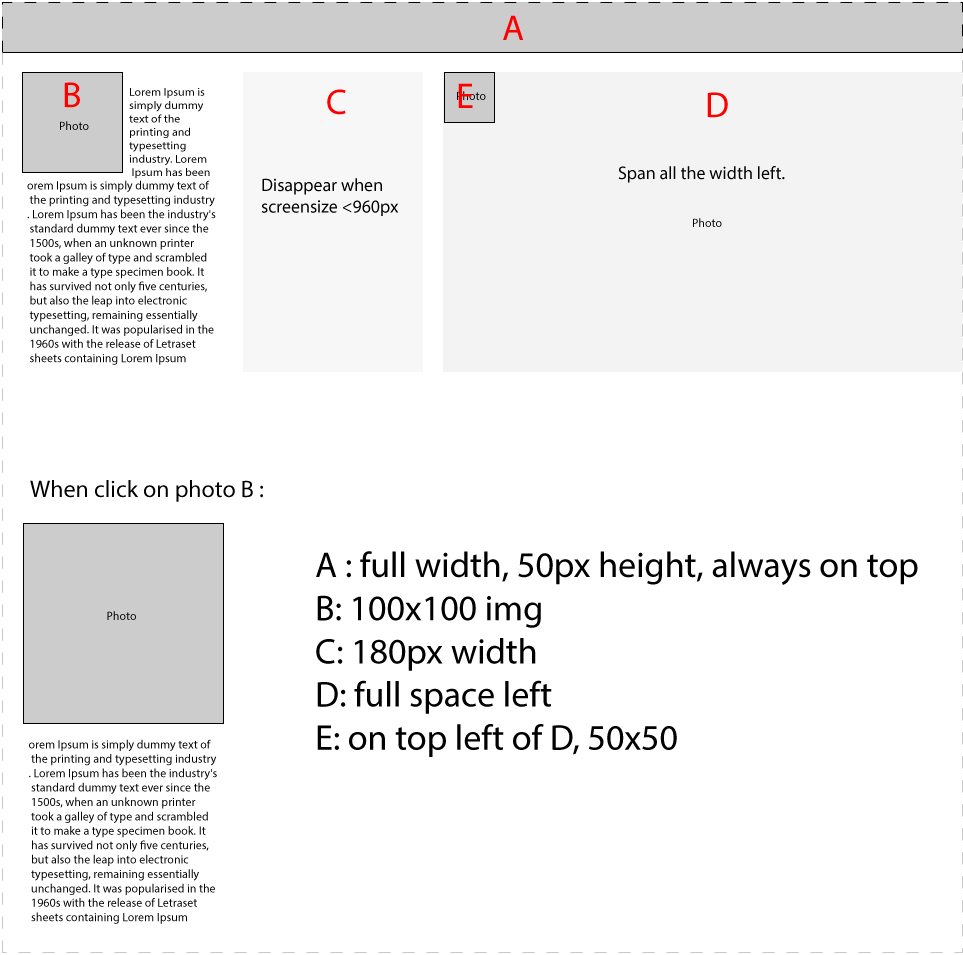 A
B
Photo
Lorem Ipsum is
simply dummy
text of the
printing and
typesetting
industry. Lorem
Ipsum has been
orem Ipsum is simply dummy text of
the printing and typesetting industry
. Lorem Ipsum has been the industry's
standard dummy text ever since the
1500s, when an unknown printer
took a galley of type and scrambled
it to make a type specimen book. It
has survived not only five centuries,
but also the leap into electronic
typesetting, remaining essentially
unchanged. It was popularised in the
1960s with the release of Letraset
sheets containing Lorem Ipsum
C
Disappear when
screensize <960px
E
Photo
D
Span all the width left.
Photo
When click on photo B :
Photo
orem Ipsum is simply dummy text of
the printing and typesetting industry
. Lorem Ipsum has been the industry's
standard dummy text ever since the
1500s, when an unknown printer
took a galley of type and scrambled
it to make a type specimen book. It
has survived not only five centuries,
but also the leap into electronic
typesetting, remaining essentially
unchanged. It was popularised in the
1960s with the release of Letraset
sheets containing Lorem Ipsum
A : full width, 50px height, always on top
B: 100x100 img
C: 180px width
D: full space left
E: on top left of D, 50x50